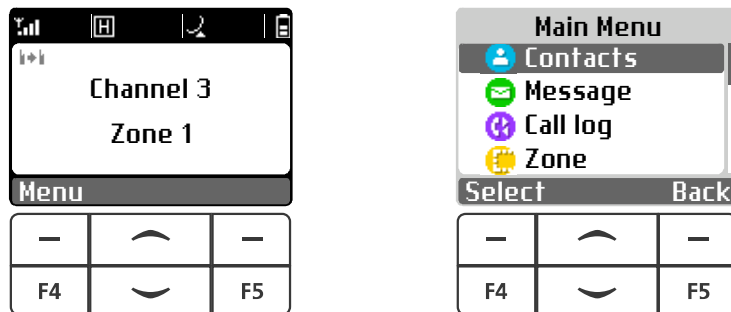 H
Channel 3
Zone 1
Menu
F4 F5
Main Menu
Contacts
Message
Call log
Zone
Select Back
F4 F5